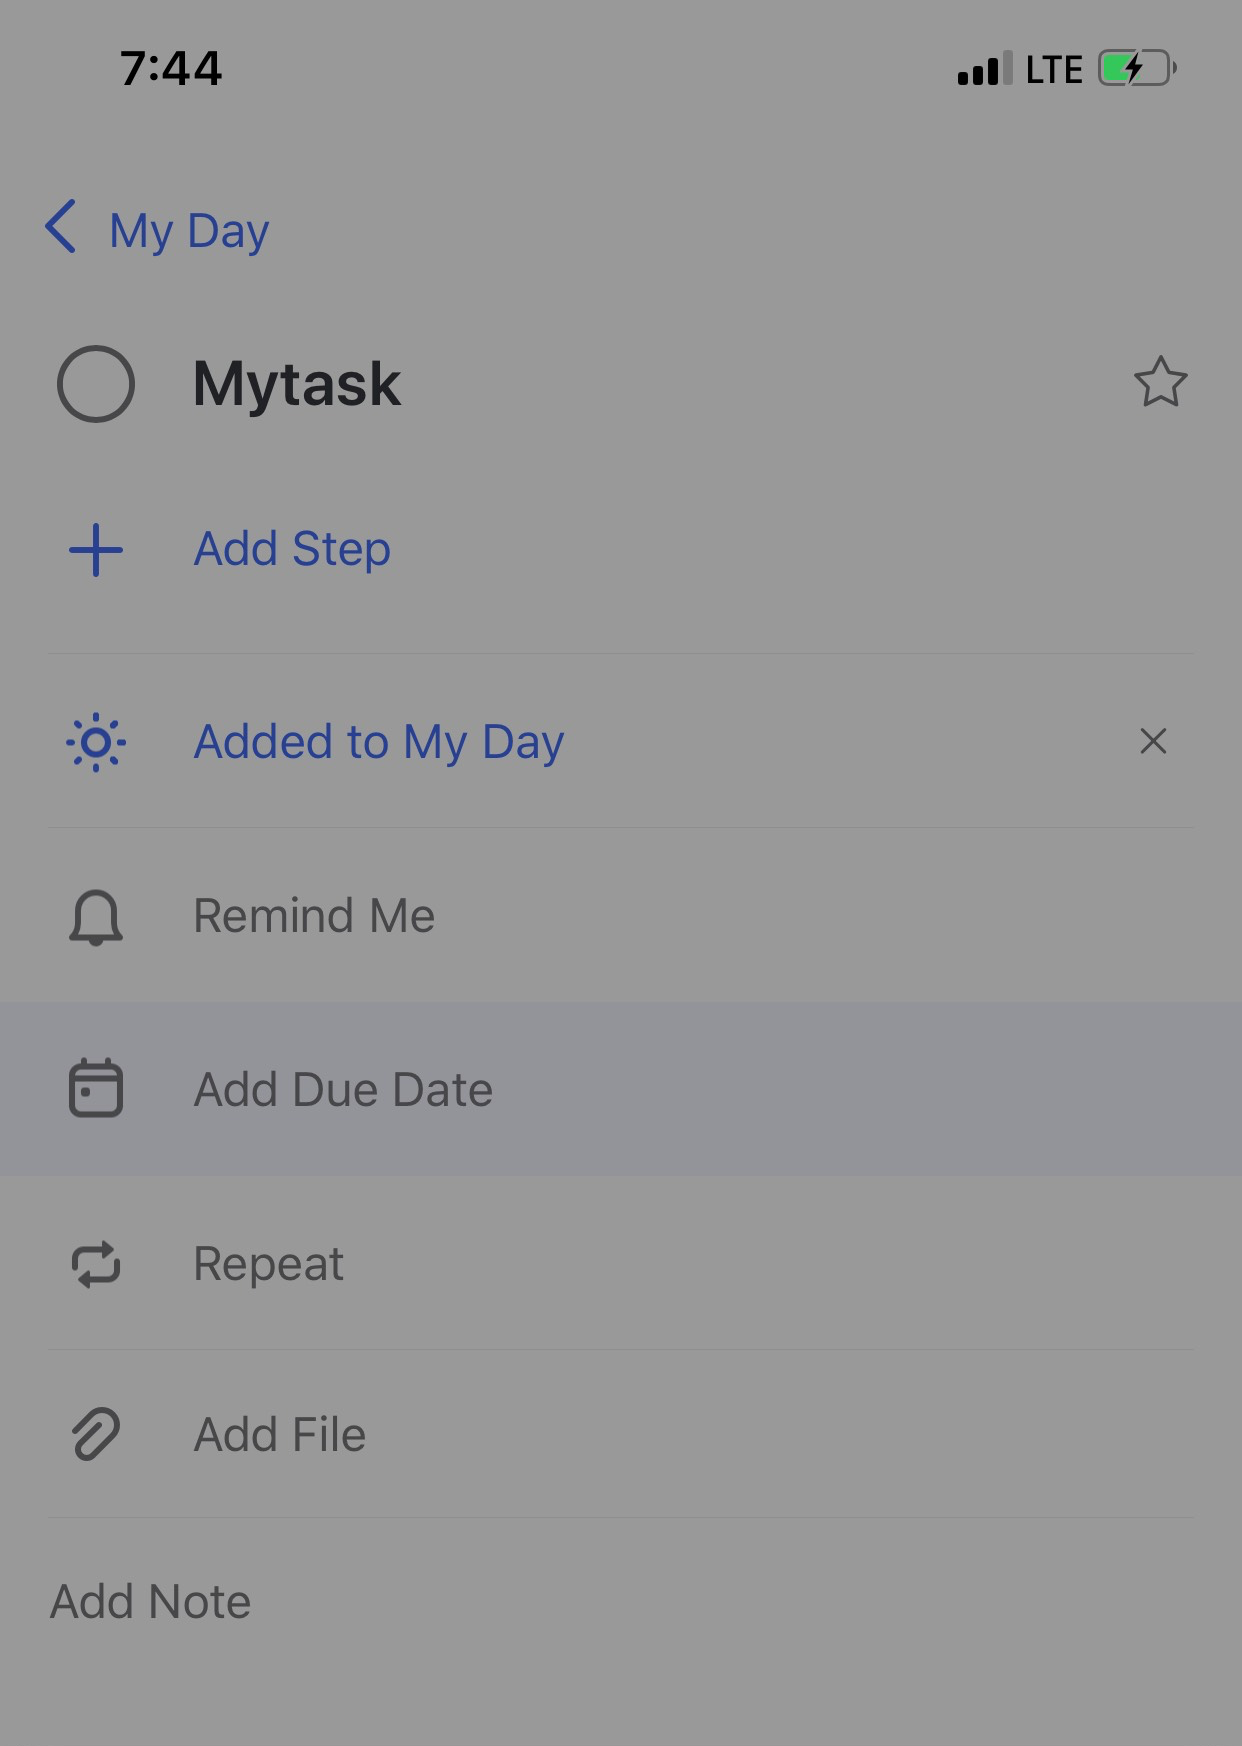 7:44 LTE
My Day
Mytask
Add Step
Added to My Day
Remind Me
Add Due Date
Repeat
Add File
Add Note